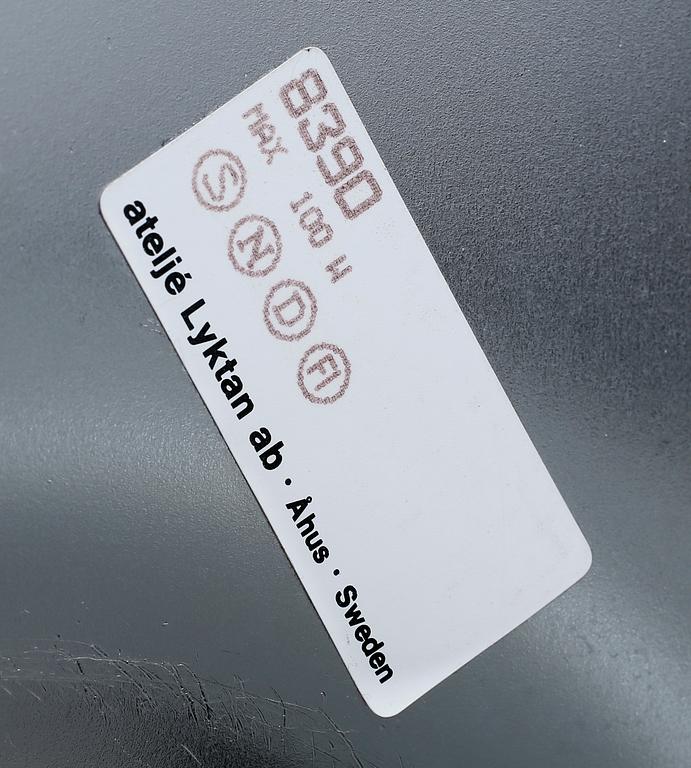 8390
MAX 100 W
S N D FI
ateljé Lyktan ab · Åhus · Sweden